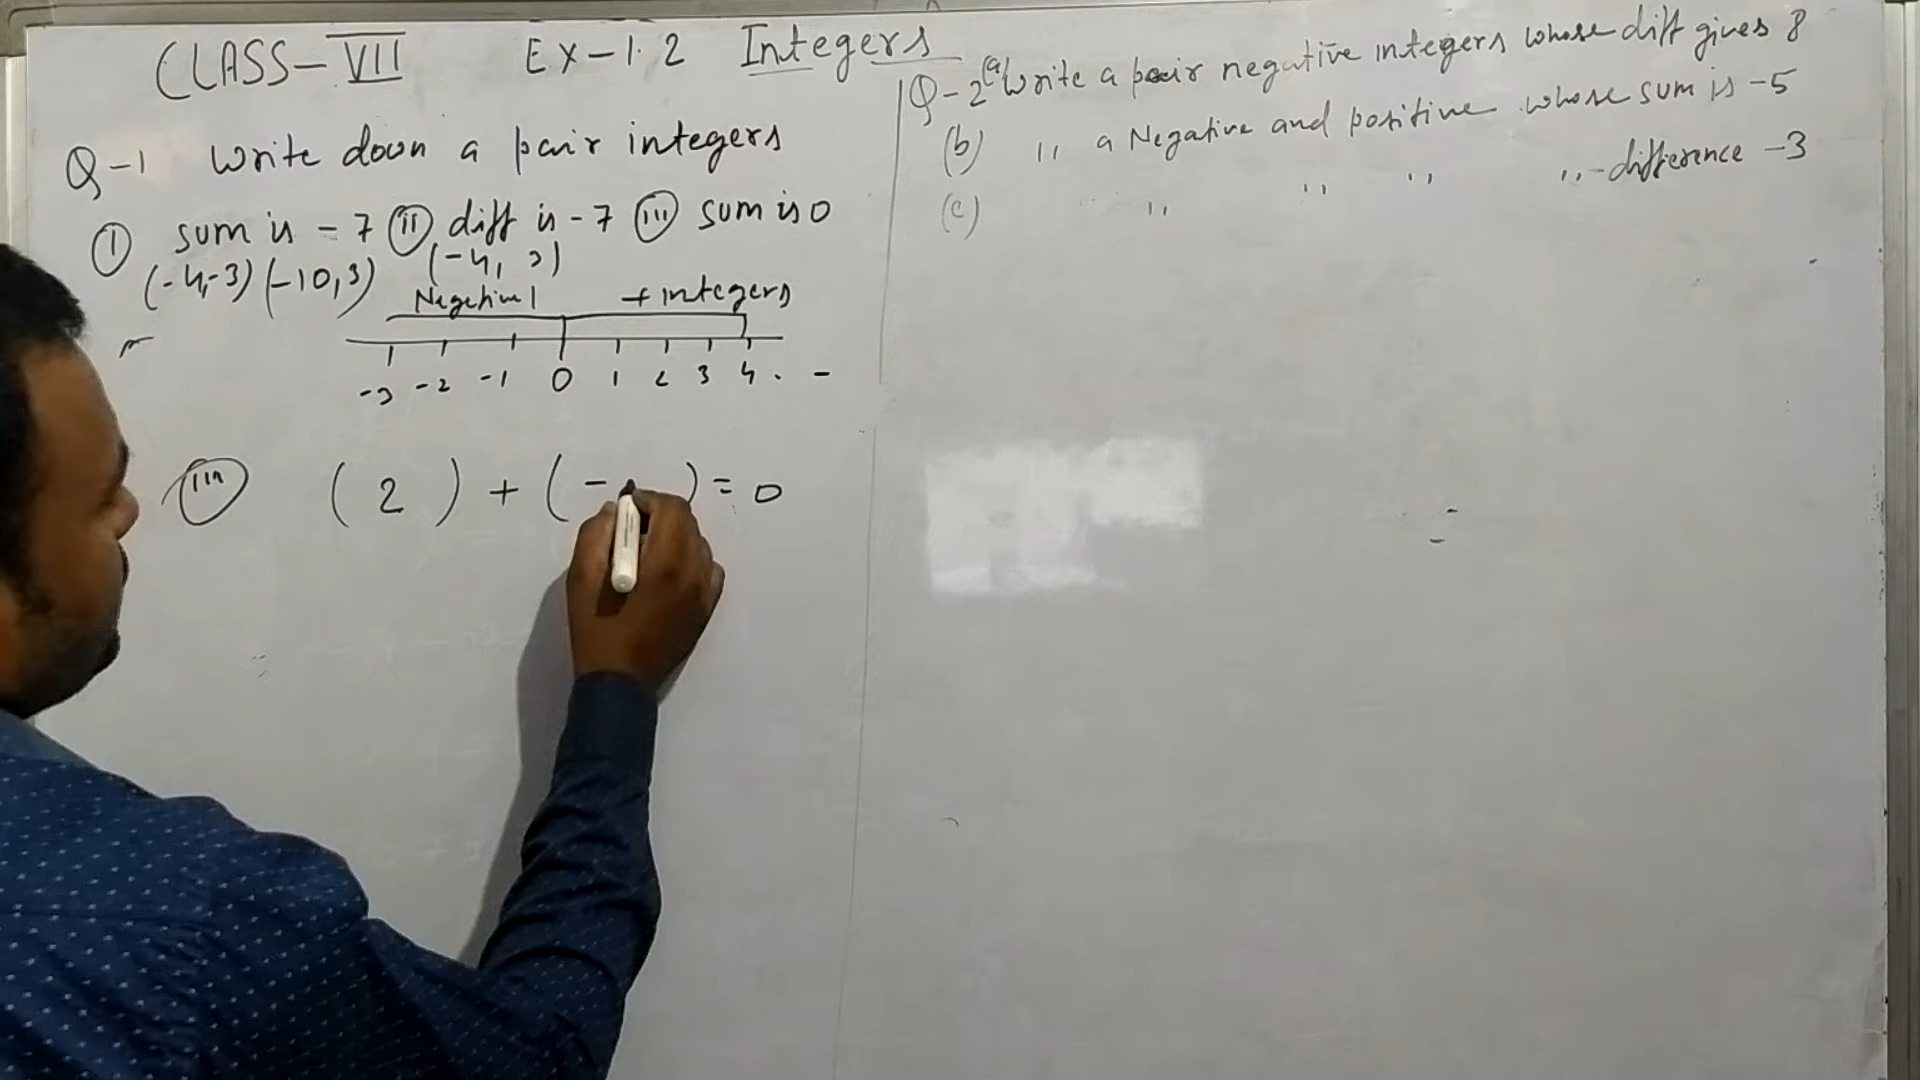 CLASS-VII Ex-1.2 Integers
Q-1 Write down a pair integers
(I) sum is -7 (II) diff is -7 (III) sum is 0
(-4,-3) (-10,3) (-4, 3)
Negative + integers
-3 -2 -1 0 1 2 3 4 . -
(III) (2) + (- ) = 0
Q-2 (a) Write a pair negative integers whose diff gives 8
(b) ,, a Negative and positive whose sum is -5
(c) ,, ,, ,, ,, difference -3